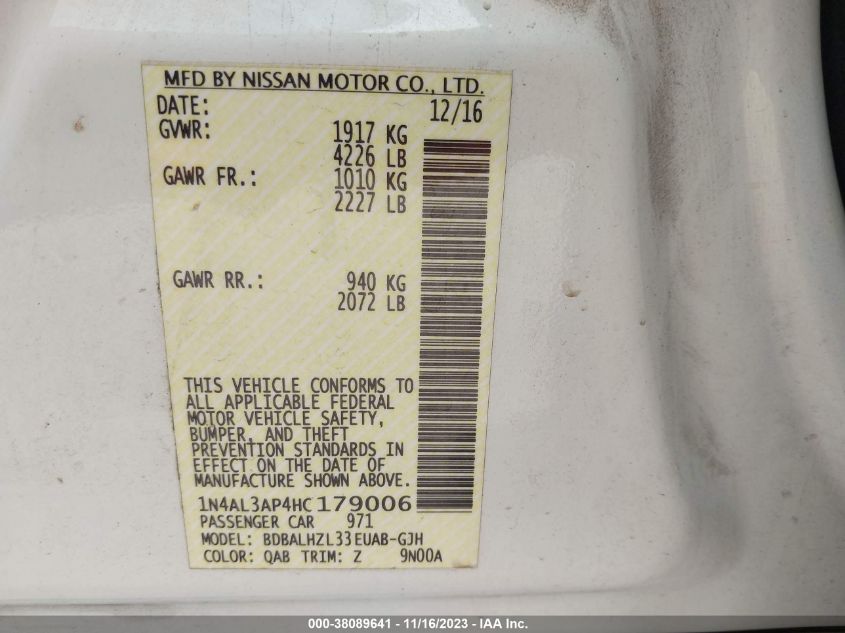 MFD BY NISSAN MOTOR CO., LTD.
DATE: 12/16
GVWR: 1917 KG
4226 LB
GAWR FR.: 1010 KG
2227 LB
GAWR RR.: 940 KG
2072 LB
THIS VEHICLE CONFORMS TO
ALL APPLICABLE FEDERAL
MOTOR VEHICLE SAFETY,
BUMPER, AND THEFT
PREVENTION STANDARDS IN
EFFECT ON THE DATE OF
MANUFACTURE SHOWN ABOVE.
1N4AL3AP4HC179006
PASSENGER CAR 971
MODEL: BDBALHZL33EUAB-GJH
COLOR: QAB TRIM: Z 9N00A
000-38089641 - 11/16/2023 - IAA Inc.